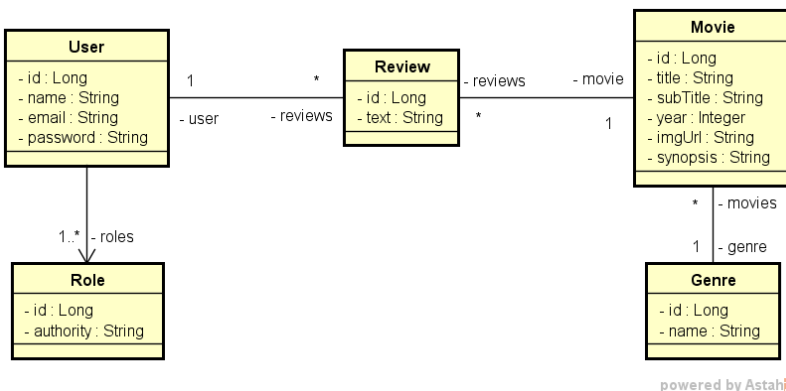 User
- id : Long
- name : String
- email : String
- password : String
1
- user
*
- reviews
Review
- id : Long
- text : String
- reviews
*
- movie
1
Movie
- id : Long
- title : String
- subTitle : String
- year : Integer
- imgUrl : String
- synopsis : String
1..*
- roles
*
- movies
1
- genre
Role
- id : Long
- authority : String
Genre
- id : Long
- name : String
powered by Astah